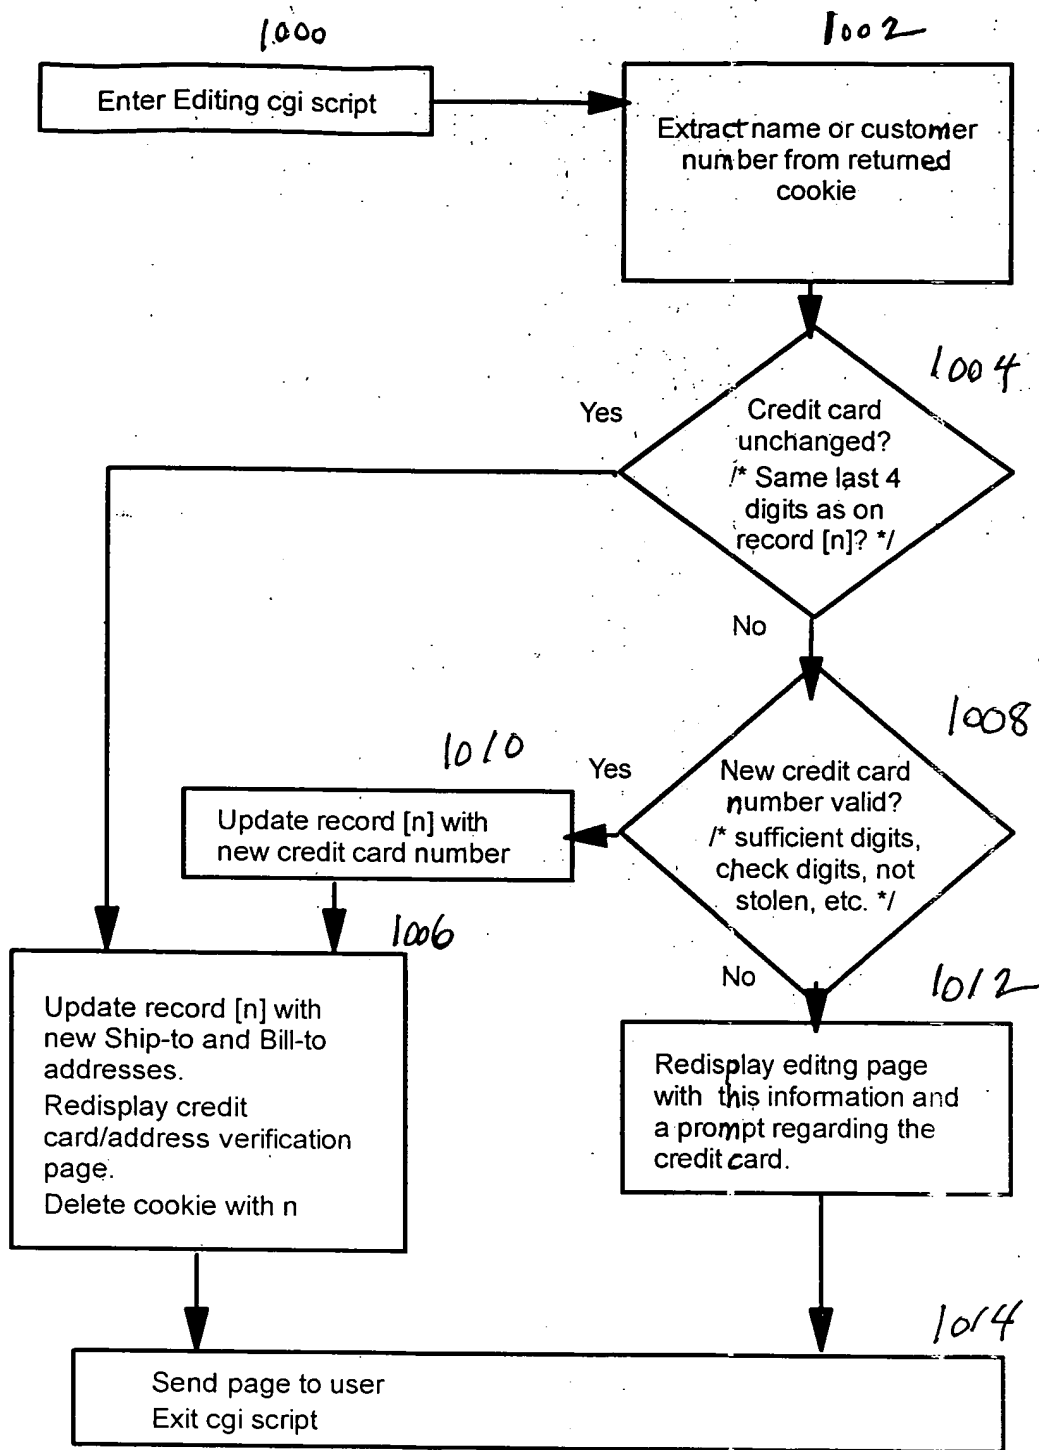 1000
1002
Enter Editing cgi script
Extract name or customer
number from returned
cookie
1004
Yes
Credit card
unchanged?
/* Same last 4
digits as on
record [n]? */
No
1008
1010
Yes
New credit card
number valid?
/* sufficient digits,
check digits, not
stolen, etc. */
Update record [n] with
new credit card number
1006
No
1012
Update record [n] with
new Ship-to and Bill-to
addresses.
Redisplay credit
card/address verification
page.
Delete cookie with n
Redisplay editng page
with this information and
a prompt regarding the
credit card.
1014
Send page to user
Exit cgi script